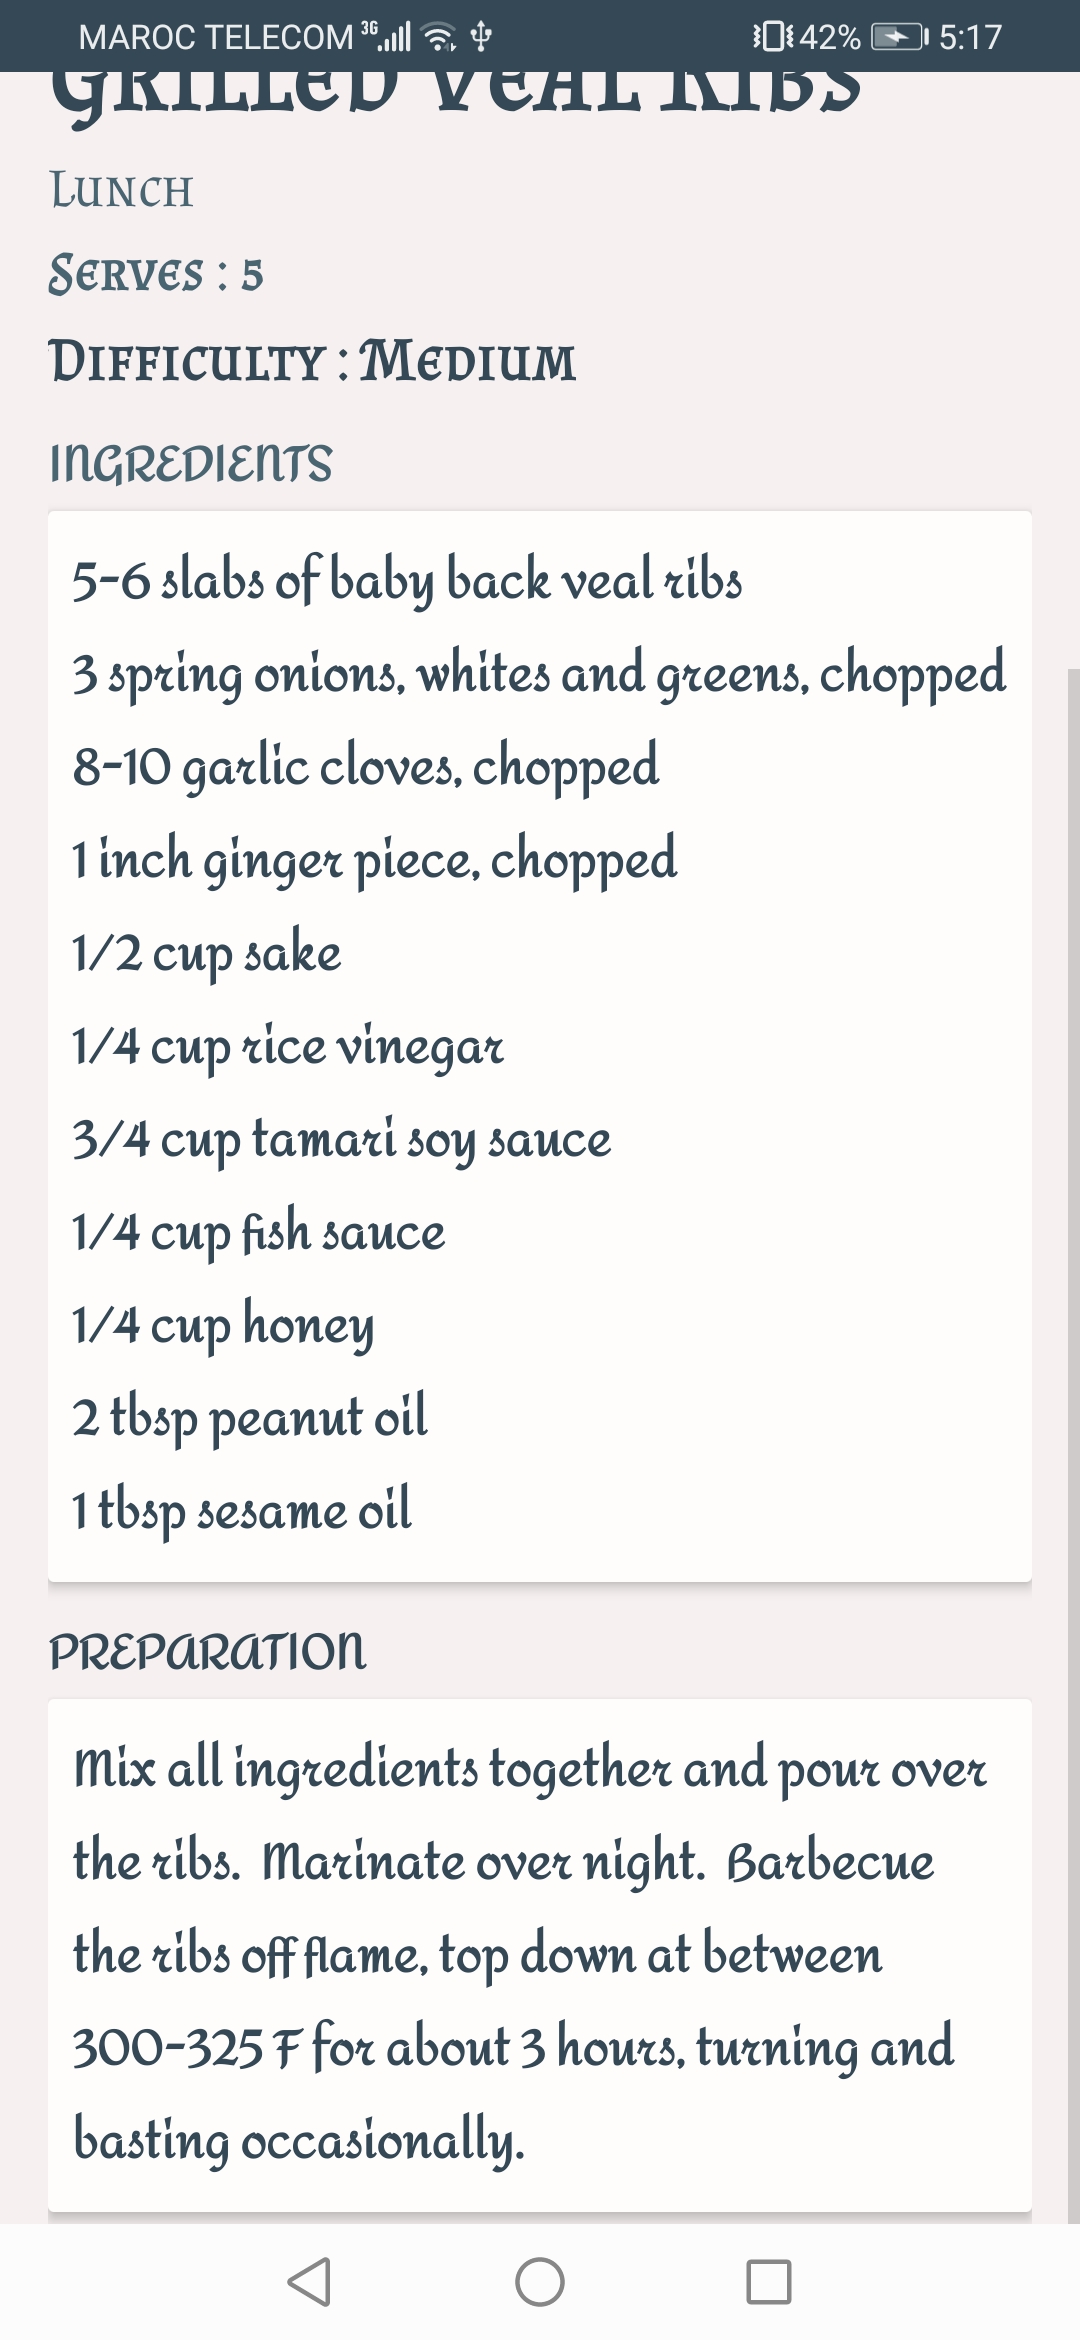 MAROC TELECOM 3G 42% 5:17
GRILLED VEAL RIBS
LUNCH
SERVES : 5
DIFFICULTY : MEDIUM
INGREDIENTS
5-6 slabs of baby back veal ribs
3 spring onions, whites and greens, chopped
8-10 garlic cloves, chopped
1 inch ginger piece, chopped
1/2 cup sake
1/4 cup rice vinegar
3/4 cup tamari soy sauce
1/4 cup fish sauce
1/4 cup honey
2 tbsp peanut oil
1 tbsp sesame oil
PREPARATION
Mix all ingredients together and pour over
the ribs.  Marinate over night.  Barbecue
the ribs off flame, top down at between
300-325 F for about 3 hours, turning and
basting occasionally.